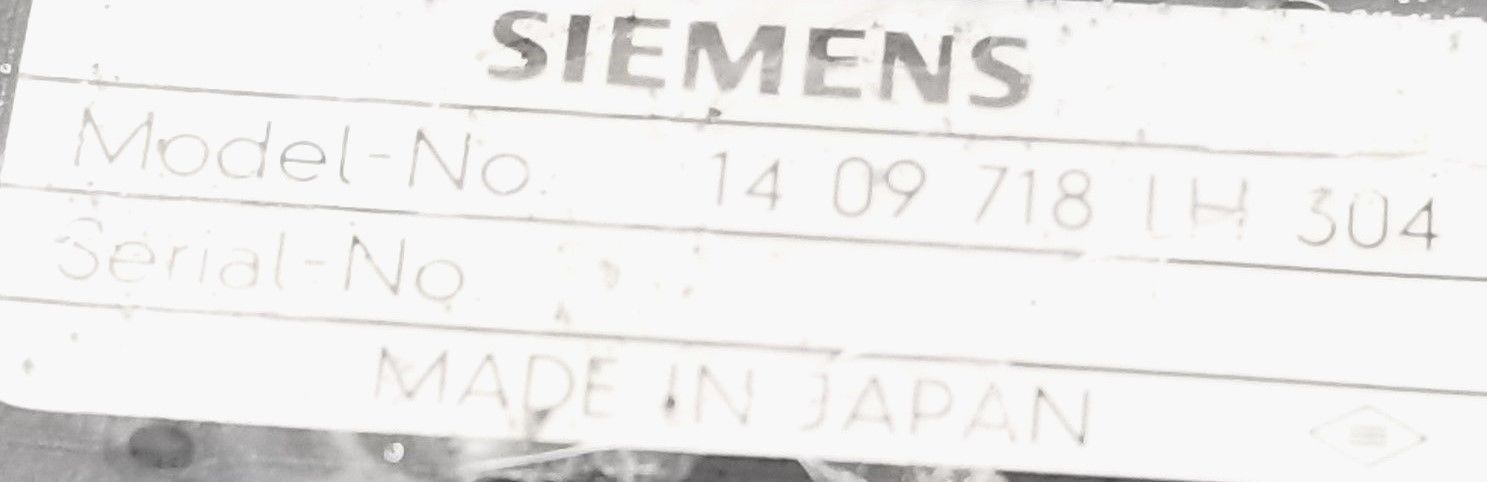 SIEMENS
Model-No. 14 09 718 LH 304
Serial-No
MADE IN JAPAN